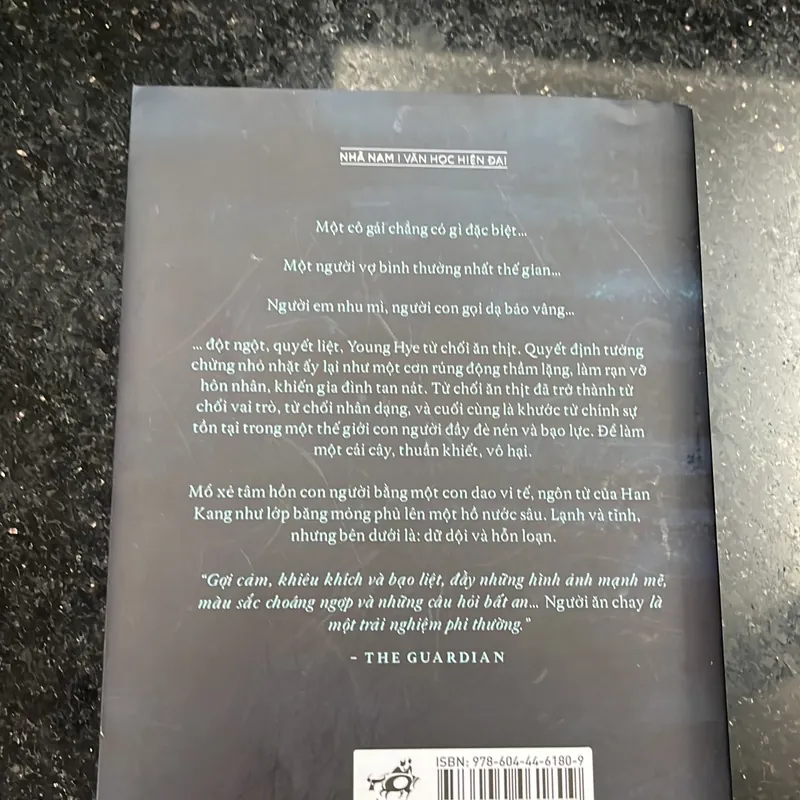 NHÃ NAM | VĂN HỌC HIỆN ĐẠI
Một cô gái chẳng có gì đặc biệt...
Một người vợ bình thường nhất thế gian...
Người em nhu mì, người con gọi dạ bảo vâng...
... đột ngột, quyết liệt, Young Hye từ chối ăn thịt. Quyết định tưởng
chừng nhỏ nhặt ấy lại như một cơn rúng động thầm lặng, làm rạn vỡ
hôn nhân, khiến gia đình tan nát. Từ chối ăn thịt đã trở thành từ
chối vai trò, từ chối nhân dạng, và cuối cùng là khước từ chính sự
tồn tại trong một thế giới con người đầy đè nén và bạo lực. Để làm
một cái cây, thuần khiết, vô hại.
Mổ xẻ tâm hồn con người bằng một con dao vi tế, ngôn từ của Han
Kang như lớp băng mỏng phủ lên một hồ nước sâu. Lạnh và tĩnh,
nhưng bên dưới là: dữ dội và hỗn loạn.
"Gợi cảm, khiêu khích và bạo liệt, đầy những hình ảnh mạnh mẽ,
màu sắc choáng ngợp và những câu hỏi bất an... Người ăn chay là
một trải nghiệm phi thường."
– THE GUARDIAN
ISBN: 978-604-44-6180-9